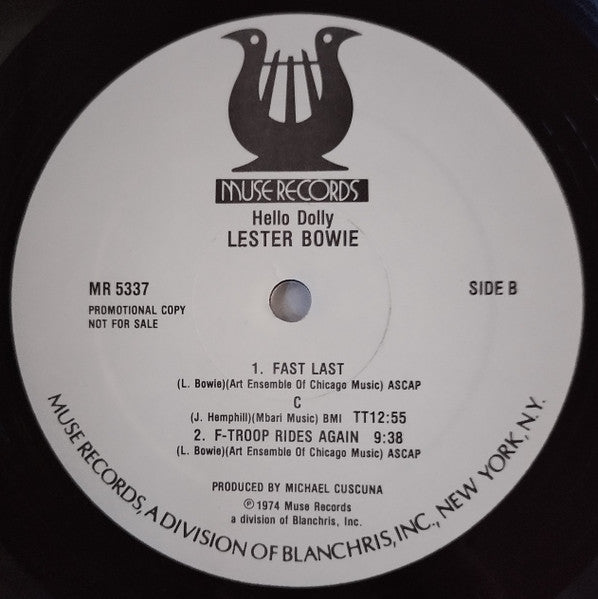 MUSE RECORDS
Hello Dolly
LESTER BOWIE
MR 5337
SIDE B
PROMOTIONAL COPY
NOT FOR SALE
1. FAST LAST
(L. Bowie)(Art Ensemble Of Chicago Music) ASCAP
C
(J. Hemphill)(Mbari Music) BMI TT12:55
2. F-TROOP RIDES AGAIN 9:38
(L. Bowie)(Art Ensemble Of Chicago Music) ASCAP
PRODUCED BY MICHAEL CUSCUNA
Ⓟ 1974 Muse Records
a division of Blanchris, Inc.
MUSE RECORDS, A DIVISION OF BLANCHRIS, INC., NEW YORK, N.Y.